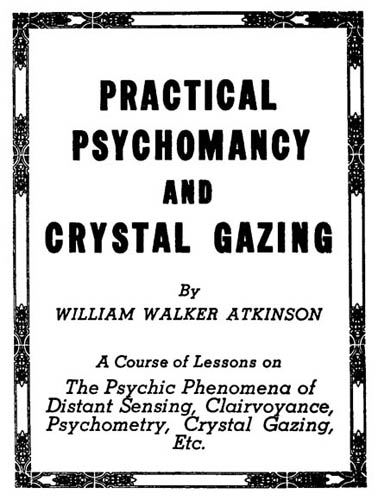 PRACTICAL
PSYCHOMANCY
AND
CRYSTAL GAZING
By
WILLIAM WALKER ATKINSON
A Course of Lessons on
The Psychic Phenomena of
Distant Sensing, Clairvoyance,
Psychometry, Crystal Gazing,
Etc.